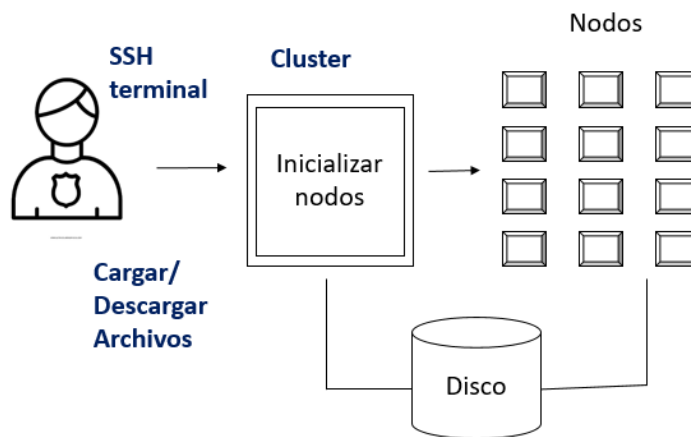 SSH
terminal
Cluster
Nodos
Inicializar
nodos
Cargar/
Descargar
Archivos
Disco